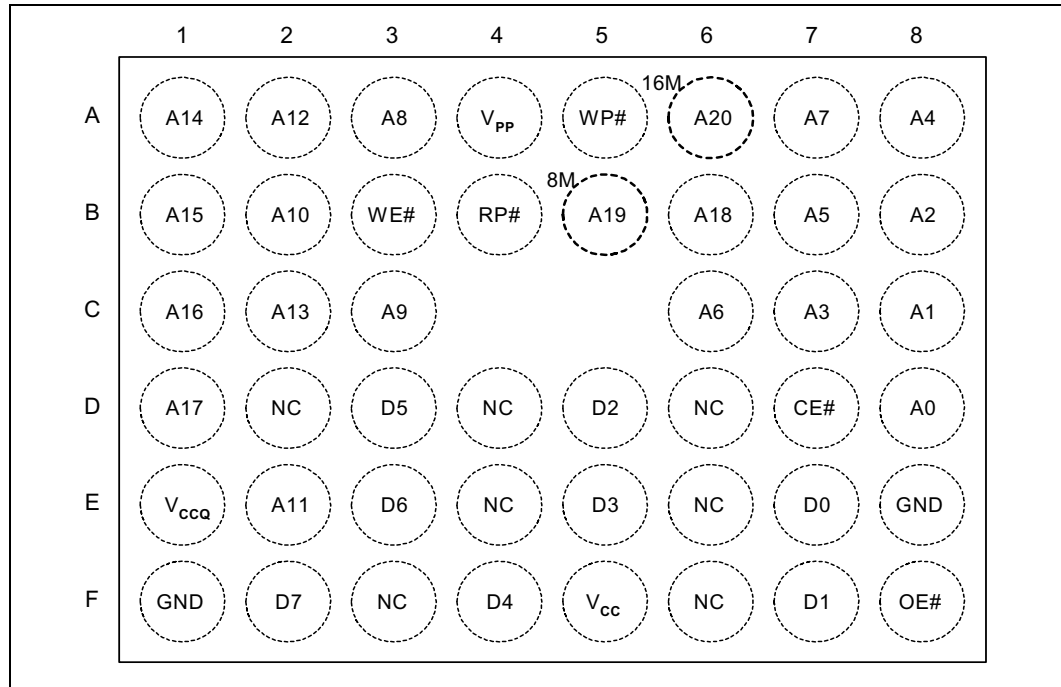 1 2 3 4 5 6 7 8
16M
A A14 A12 A8 VPP WP# A20 A7 A4
8M
B A15 A10 WE# RP# A19 A18 A5 A2
C A16 A13 A9 A6 A3 A1
D A17 NC D5 NC D2 NC CE# A0
E VCCQ A11 D6 NC D3 NC D0 GND
F GND D7 NC D4 VCC NC D1 OE#